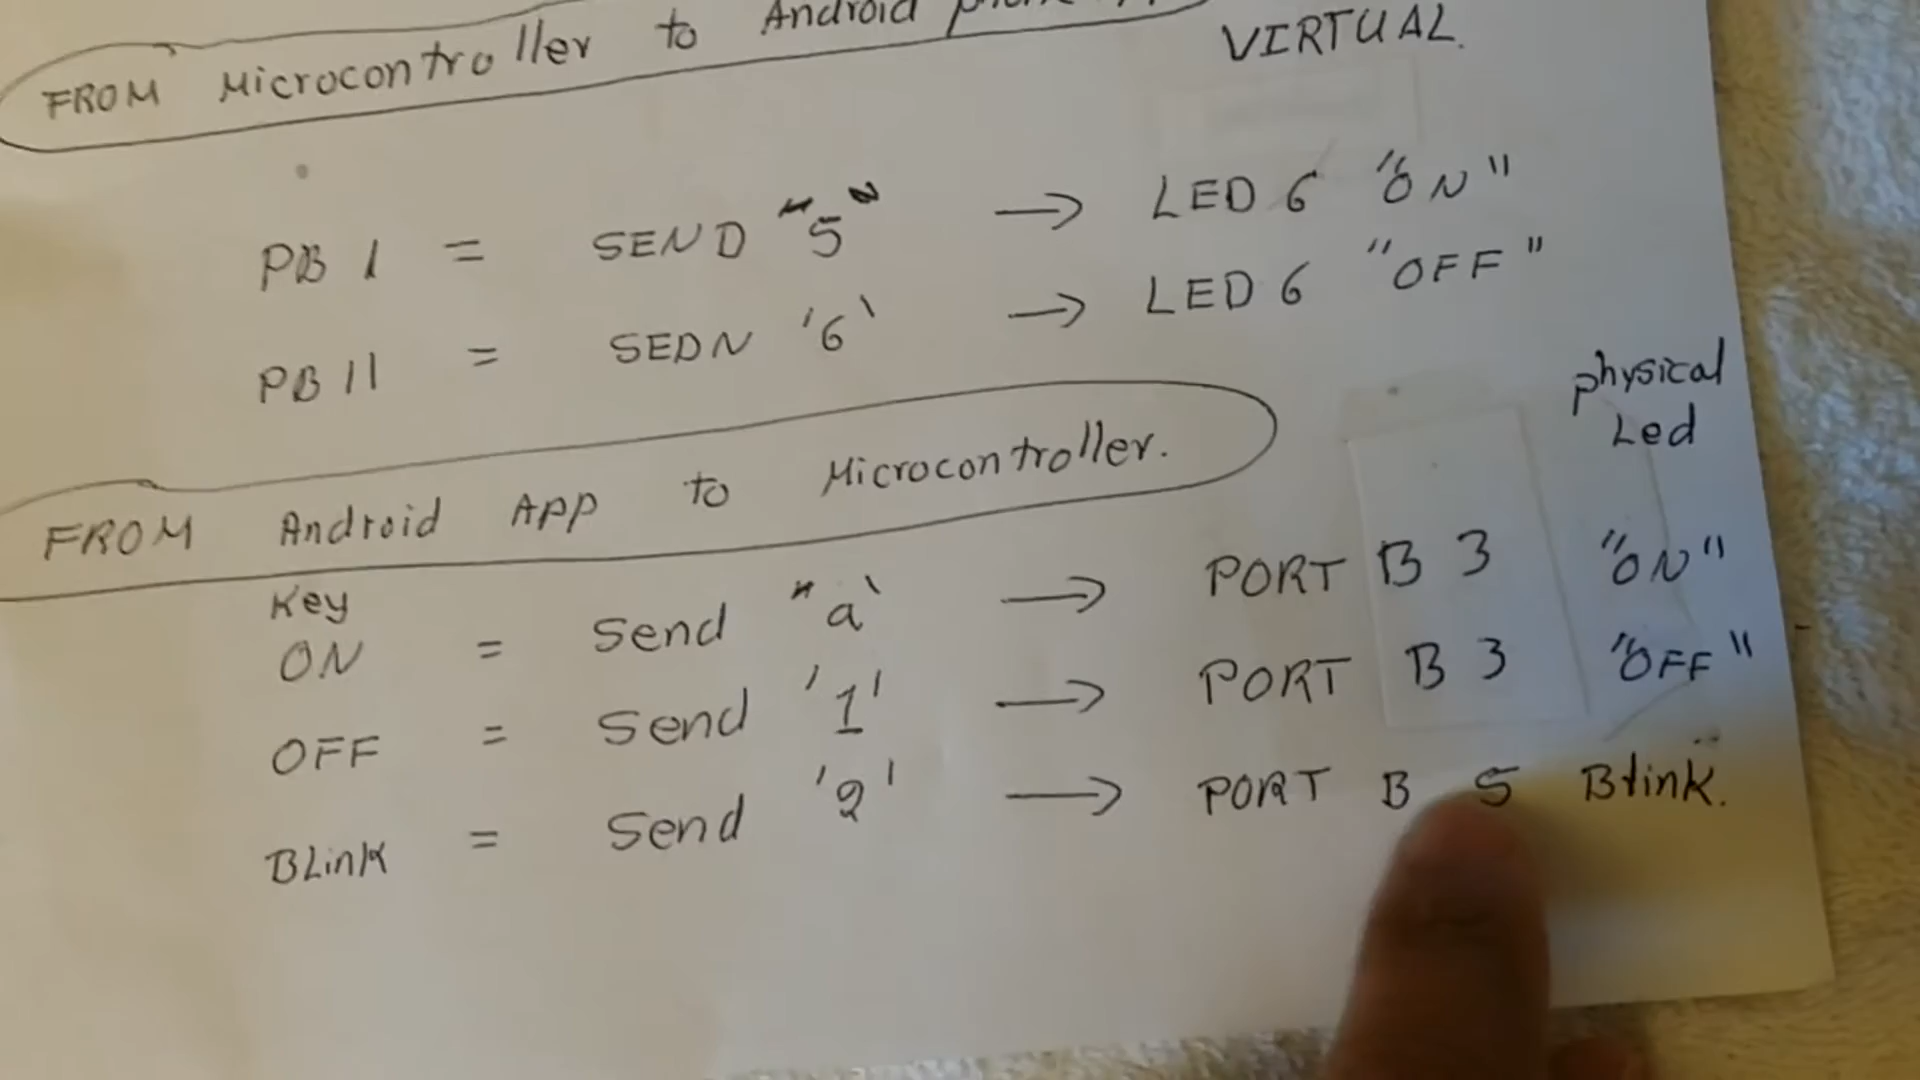 FROM Microcontroller to Android
VIRTUAL.
PB I = SEND "5" → LED 6 "ON"
PB II = SEDN '6' → LED 6 "OFF"
physical
Led
FROM Android APP to Microcontroller.
Key
ON = Send "a' → PORT B 3 "ON"
OFF = Send '1' → PORT B 3 "OFF"
BLinK = Send '2' → PORT B 5 Blink.